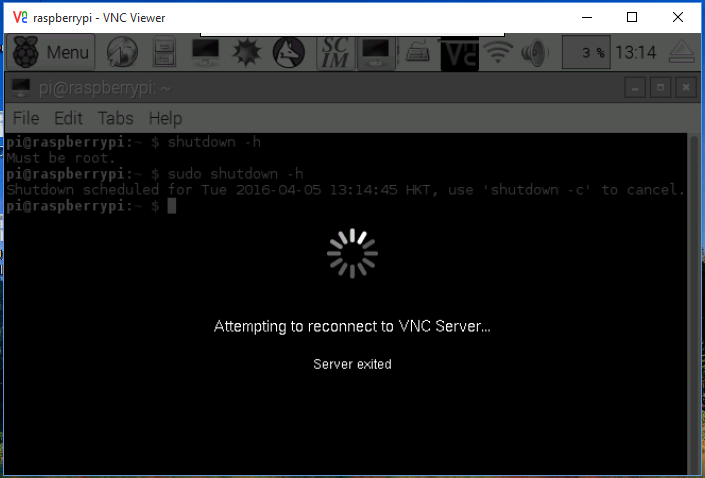 raspberrypi - VNC Viewer
Menu
SC
IM
Vc
3 %
13:14
pi@raspberrypi: ~
File Edit Tabs Help
pi@raspberrypi:~ $ shutdown -h
Must be root.
pi@raspberrypi:~ $ sudo shutdown -h
Shutdown scheduled for Tue 2016-04-05 13:14:45 HKT, use 'shutdown -c' to cancel.
pi@raspberrypi:~ $
Attempting to reconnect to VNC Server...
Server exited